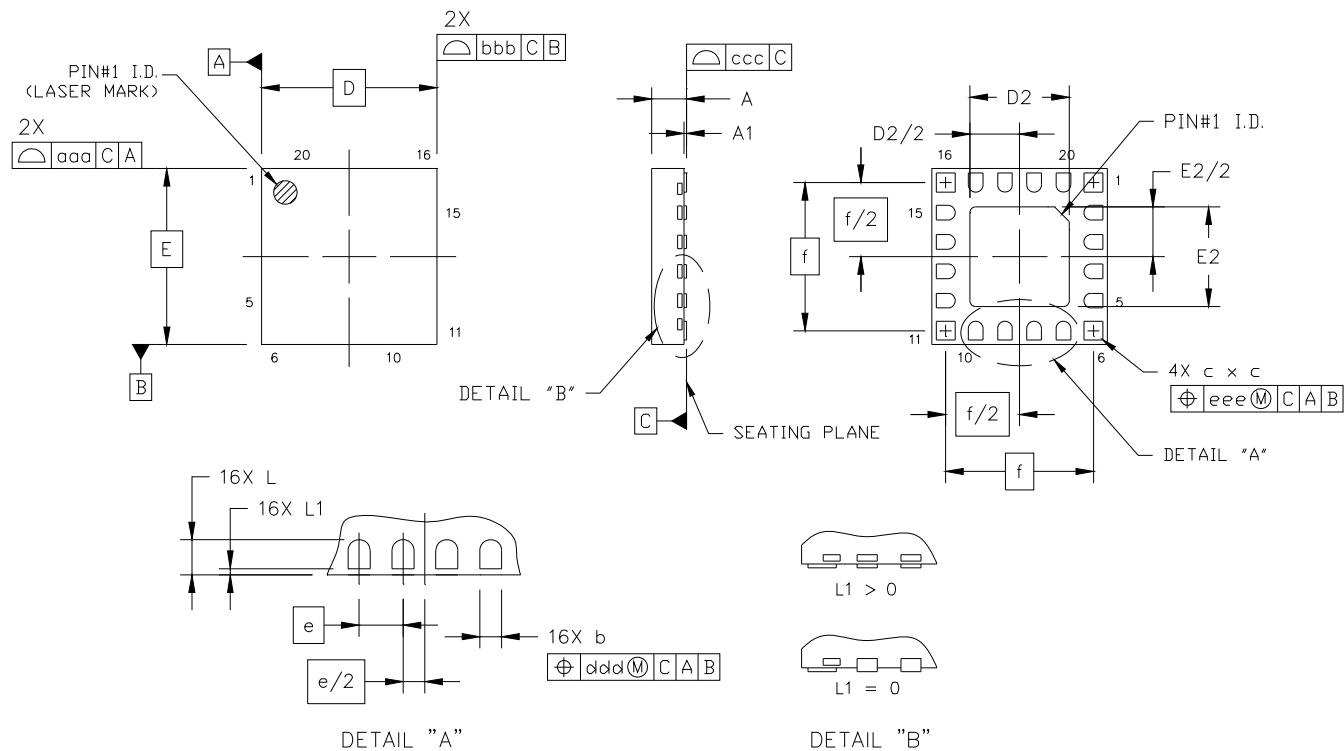 2X
bbb C B
A
PIN#1 I.D.
(LASER MARK)
D
2X
aaa C A
20
16
1
15
E
5
11
6
10
B
ccc C
A
A1
DETAIL "B"
C
SEATING PLANE
D2
D2/2
PIN#1 I.D.
16
20
1
E2/2
15
f/2
f
E2
5
11
10
6
4X c x c
eee Ⓜ C A B
f/2
f
DETAIL "A"
16X L
16X L1
e
e/2
16X b
ddd Ⓜ C A B
DETAIL "A"
L1 > 0
L1 = 0
DETAIL "B"